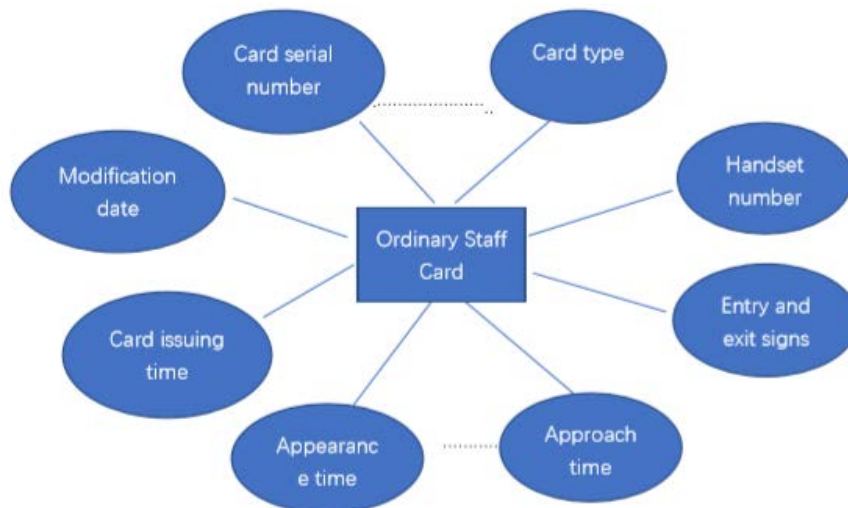 Card serial
number
Card type
Modification
date
Handset
number
Ordinary Staff
Card
Card issuing
time
Entry and
exit signs
Appearanc
e time
Approach
time